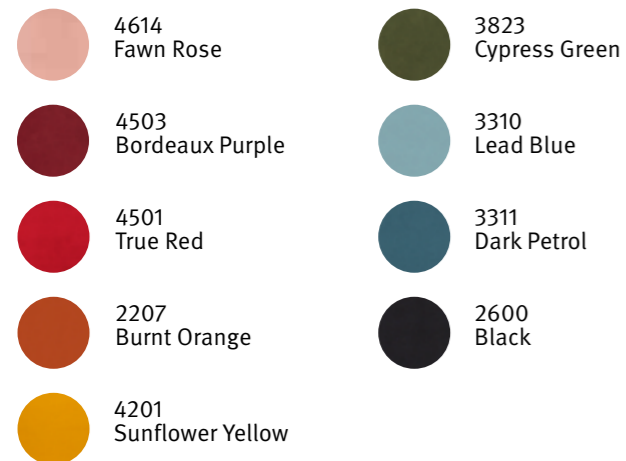 4614
Fawn Rose
4503
Bordeaux Purple
4501
True Red
2207
Burnt Orange
4201
Sunflower Yellow
3823
Cypress Green
3310
Lead Blue
3311
Dark Petrol
2600
Black